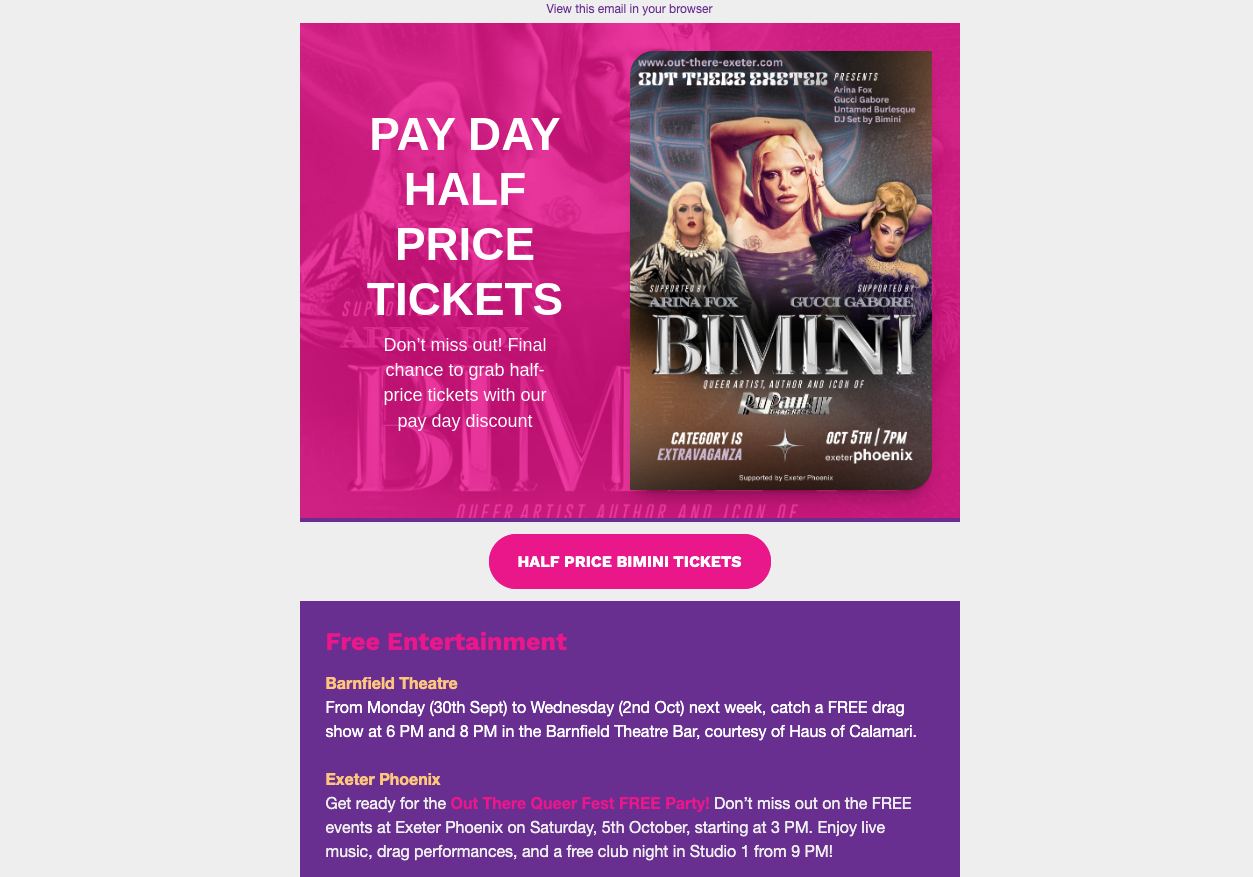 View this email in your browser
PAY DAY
HALF
PRICE
TICKETS
Don't miss out! Final
chance to grab half-
price tickets with our
pay day discount
www.out-there-exeter.com
OUT THERE EXETER PRESENTS
Arina Fox
Gucci Gabore
Untamed Burlesque
DJ Set by Bimini
SUPPORTED BY
ARINA FOX
SUPPORTED BY
GUCCI GABORE
BIMINI
QUEER ARTIST, AUTHOR AND ICON OF
RuPaul UK
DRAG RACE
CATEGORY IS
EXTRAVAGANZA
OCT 5TH | 7PM
exeterphoenix
Supported by Exeter Phoenix
SUPPORTED BY
ARINA FOX
BIM
QUEER ARTIST AUTHOR AND ICON OF
HALF PRICE BIMINI TICKETS
Free Entertainment
Barnfield Theatre
From Monday (30th Sept) to Wednesday (2nd Oct) next week, catch a FREE drag
show at 6 PM and 8 PM in the Barnfield Theatre Bar, courtesy of Haus of Calamari.
Exeter Phoenix
Get ready for the Out There Queer Fest FREE Party! Don't miss out on the FREE
events at Exeter Phoenix on Saturday, 5th October, starting at 3 PM. Enjoy live
music, drag performances, and a free club night in Studio 1 from 9 PM!